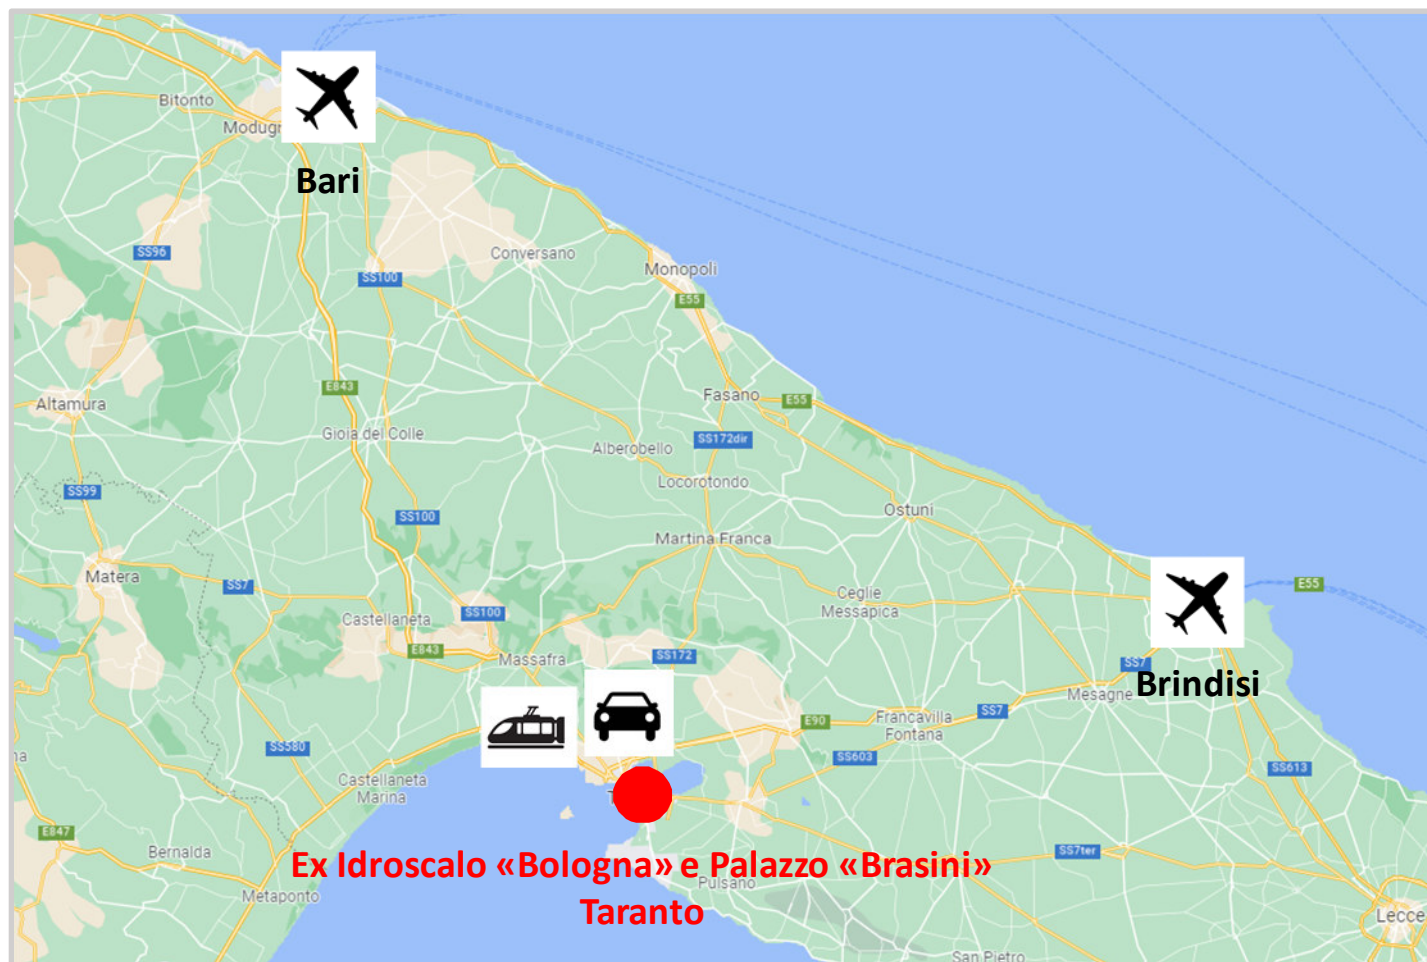 Bitonto
Modugn
Bari
SS96
Conversano
SS100
Monopoli
E55
E843
Altamura
Fasano
E55
Gioia del Colle
SS172dir
Alberobello
Locorotondo
SS99
Ostuni
SS100
Martina Franca
Matera
SS7
Ceglie
Messapica
E55
Castellaneta
SS100
E843
Massafra
SS172
SS7
Mesagne
Brindisi
SS7
E90
Francavilla
Fontana
SS580
SS603
SS613
Castellaneta
Marina
E847
Bernalda
SS7ter
Ex Idroscalo «Bologna» e Palazzo «Brasini»
Taranto
Pulsano
Metaponto
Lecce
San Pietro